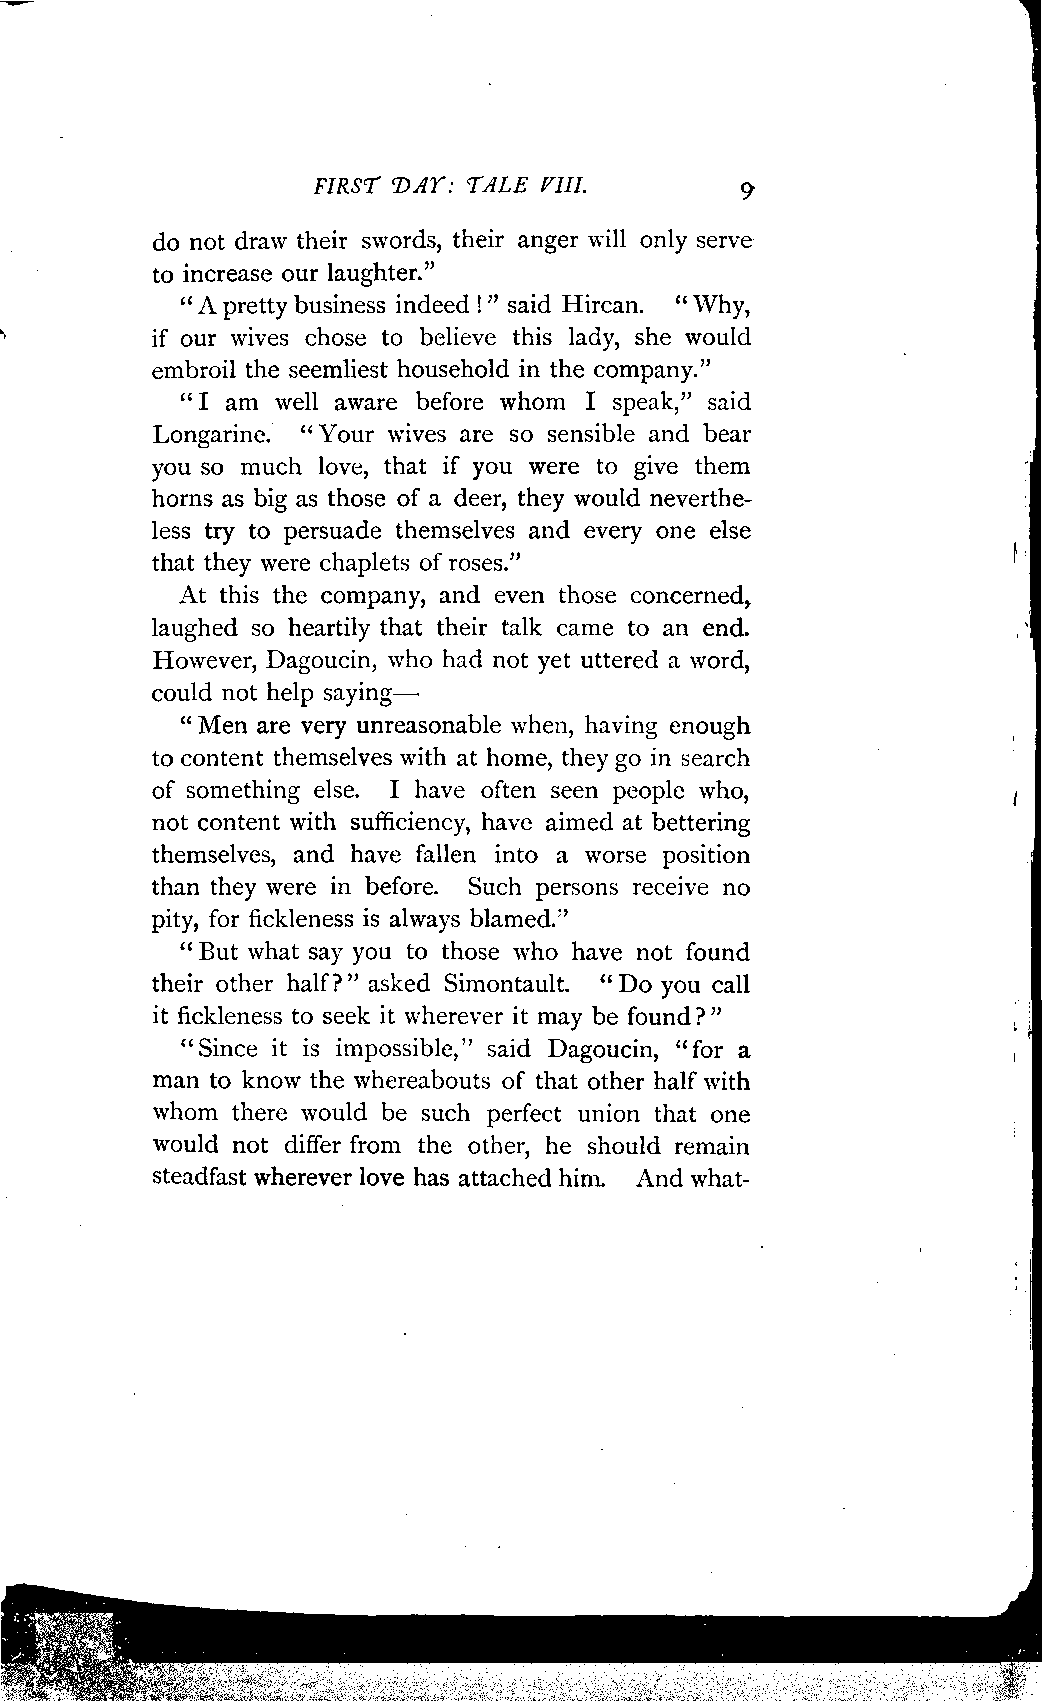 FIRST DAY: TALE VIII. 9
do not draw their swords, their anger will only serve
to increase our laughter.”
“A pretty business indeed!” said Hircan. “Why,
if our wives chose to believe this lady, she would
embroil the seemliest household in the company.”
“I am well aware before whom I speak,” said
Longarine. “Your wives are so sensible and bear
you so much love, that if you were to give them
horns as big as those of a deer, they would neverthe-
less try to persuade themselves and every one else
that they were chaplets of roses.”
At this the company, and even those concerned,
laughed so heartily that their talk came to an end.
However, Dagoucin, who had not yet uttered a word,
could not help saying—
“Men are very unreasonable when, having enough
to content themselves with at home, they go in search
of something else. I have often seen people who,
not content with sufficiency, have aimed at bettering
themselves, and have fallen into a worse position
than they were in before. Such persons receive no
pity, for fickleness is always blamed.”
“But what say you to those who have not found
their other half?” asked Simontault. “Do you call
it fickleness to seek it wherever it may be found?”
“Since it is impossible,” said Dagoucin, “for a
man to know the whereabouts of that other half with
whom there would be such perfect union that one
would not differ from the other, he should remain
steadfast wherever love has attached him. And what-